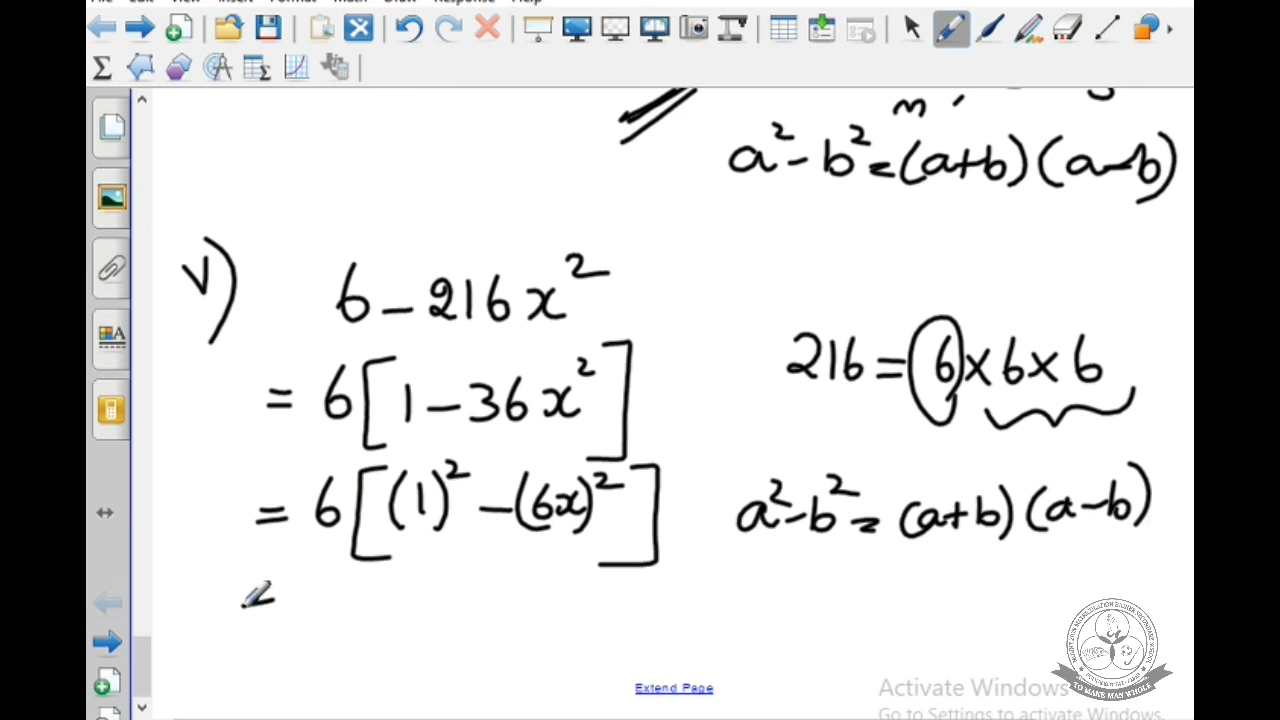 a² - b² = (a+b) (a-b)
v) 6 - 216x²
= 6[1 - 36x²]
216 = 6 × 6 × 6
= 6[(1)² - (6x)²]
a² - b² = (a+b) (a-b)
=
Extend Page
Activate Windows
Go to Settings to activate Windows.
TO MAKE MAN WHOLE